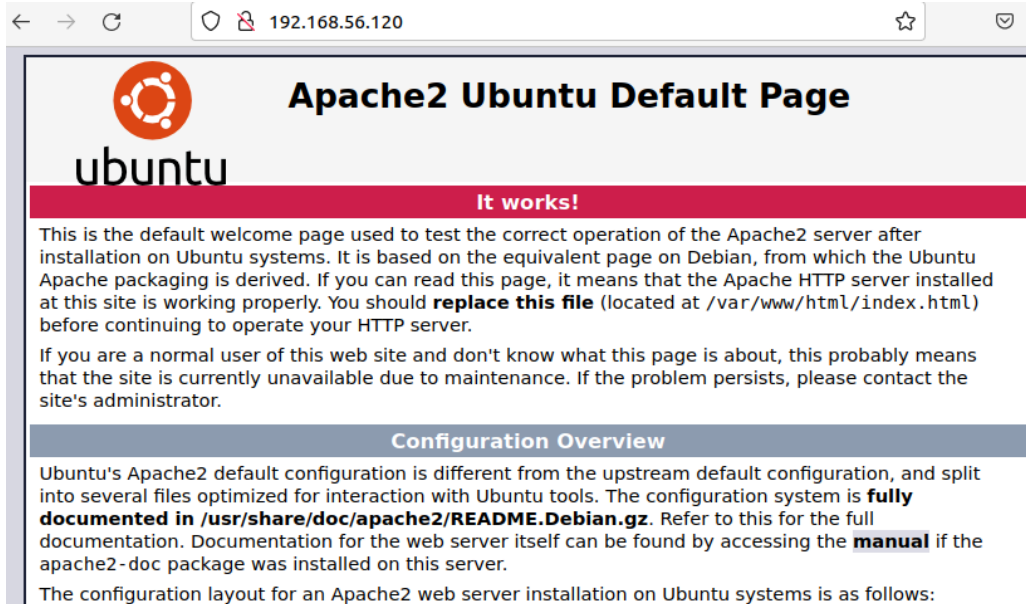 192.168.56.120
Apache2 Ubuntu Default Page
ubuntu
It works!
This is the default welcome page used to test the correct operation of the Apache2 server after
installation on Ubuntu systems. It is based on the equivalent page on Debian, from which the Ubuntu
Apache packaging is derived. If you can read this page, it means that the Apache HTTP server installed
at this site is working properly. You should replace this file (located at /var/www/html/index.html)
before continuing to operate your HTTP server.
If you are a normal user of this web site and don't know what this page is about, this probably means
that the site is currently unavailable due to maintenance. If the problem persists, please contact the
site's administrator.
Configuration Overview
Ubuntu's Apache2 default configuration is different from the upstream default configuration, and split
into several files optimized for interaction with Ubuntu tools. The configuration system is fully
documented in /usr/share/doc/apache2/README.Debian.gz. Refer to this for the full
documentation. Documentation for the web server itself can be found by accessing the manual if the
apache2-doc package was installed on this server.
The configuration layout for an Apache2 web server installation on Ubuntu systems is as follows: